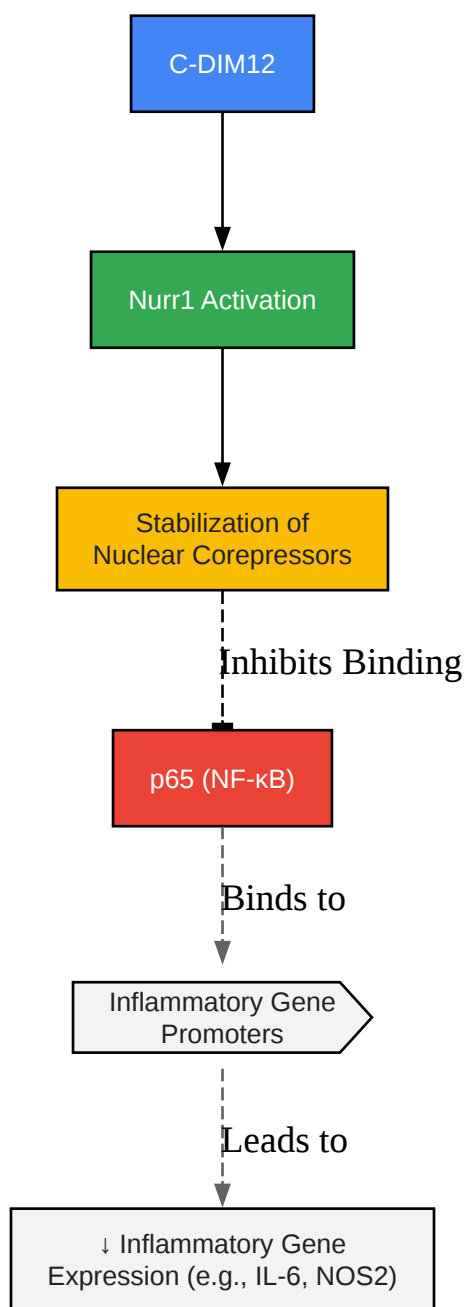 C-DIM12
Nurr1 Activation
Stabilization of
Nuclear Corepressors
Inhibits Binding
p65 (NF-κB)
Binds to
Inflammatory Gene
Promoters
Leads to
↓ Inflammatory Gene
Expression (e.g., IL-6, NOS2)